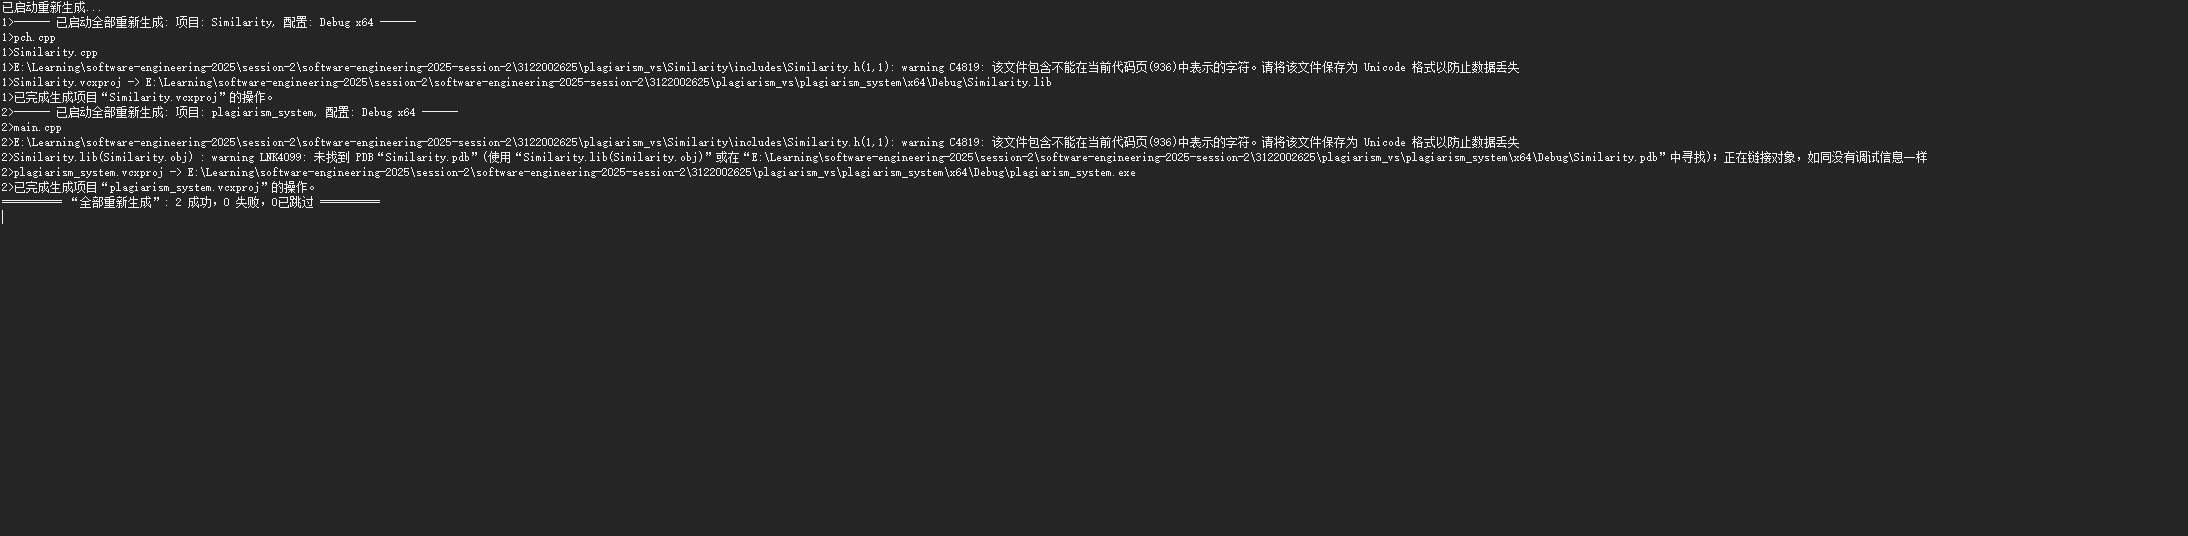 已启动重新生成...
1>------ 已启动全部重新生成: 项目: Similarity, 配置: Debug x64 ------
1>pch.cpp
1>Similarity.cpp
1>E:\Learning\software-engineering-2025\session-2\software-engineering-2025-session-2\3122002625\plagiarism_vs\Similarity\includes\Similarity.h(1,1): warning C4819: 该文件包含不能在当前代码页(936)中表示的字符。请将该文件保存为 Unicode 格式以防止数据丢失
1>Similarity.vcxproj -> E:\Learning\software-engineering-2025\session-2\software-engineering-2025-session-2\3122002625\plagiarism_vs\plagiarism_system\x64\Debug\Similarity.lib
1>已完成生成项目“Similarity.vcxproj”的操作。
2>------ 已启动全部重新生成: 项目: plagiarism_system, 配置: Debug x64 ------
2>main.cpp
2>E:\Learning\software-engineering-2025\session-2\software-engineering-2025-session-2\3122002625\plagiarism_vs\Similarity\includes\Similarity.h(1,1): warning C4819: 该文件包含不能在当前代码页(936)中表示的字符。请将该文件保存为 Unicode 格式以防止数据丢失
2>Similarity.lib(Similarity.obj) : warning LNK4099: 未找到 PDB“Similarity.pdb”(使用“Similarity.lib(Similarity.obj)”或在“E:\Learning\software-engineering-2025\session-2\software-engineering-2025-session-2\3122002625\plagiarism_vs\plagiarism_system\x64\Debug\Similarity.pdb”中寻找)；正在链接对象，如同没有调试信息一样
2>plagiarism_system.vcxproj -> E:\Learning\software-engineering-2025\session-2\software-engineering-2025-session-2\3122002625\plagiarism_vs\plagiarism_system\x64\Debug\plagiarism_system.exe
2>已完成生成项目“plagiarism_system.vcxproj”的操作。
========== “全部重新生成”: 2 成功，0 失败，0已跳过 ==========